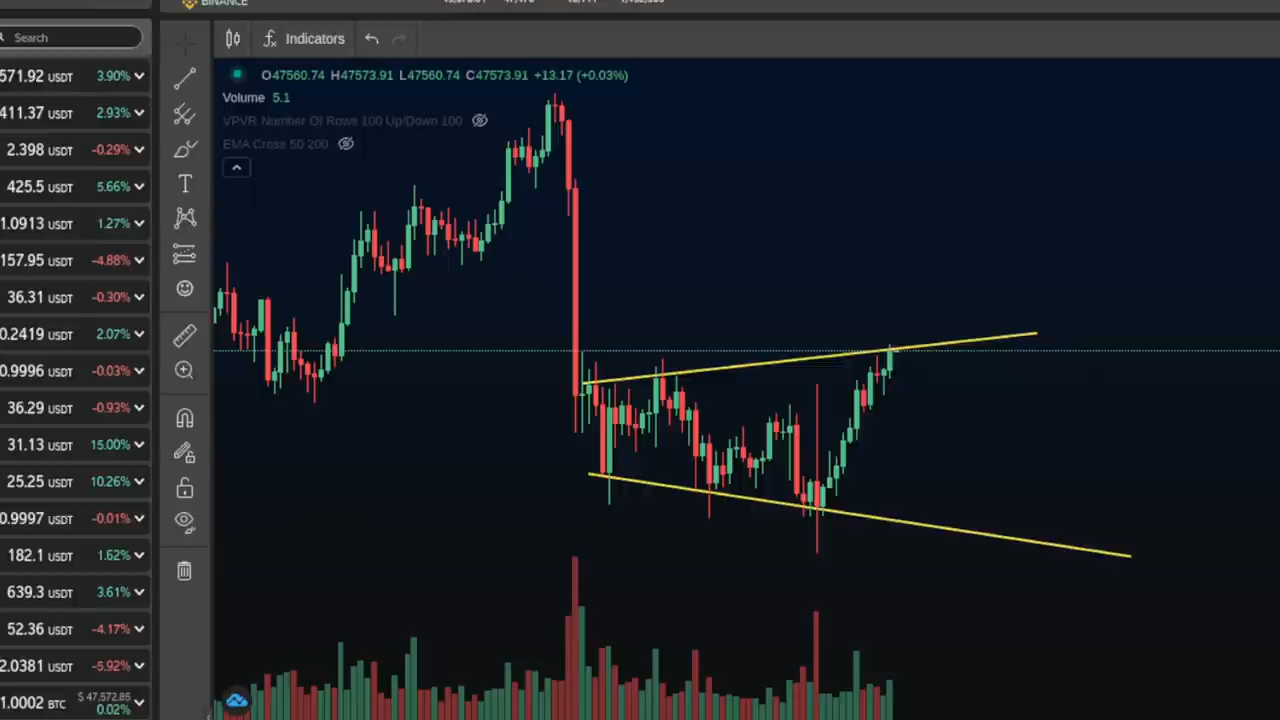 BINANCE
Search
Indicators
571.92 USDT 3.90%
411.37 USDT 2.93%
2.398 USDT -0.29%
425.5 USDT 5.66%
1.0913 USDT 1.27%
157.95 USDT -4.88%
36.31 USDT -0.30%
0.2419 USDT 2.07%
0.9996 USDT -0.03%
36.29 USDT -0.93%
31.13 USDT 15.00%
25.25 USDT 10.26%
0.9997 USDT -0.01%
182.1 USDT 1.62%
639.3 USDT 3.61%
52.36 USDT -4.17%
2.0381 USDT -5.92%
1.0002 BTC $ 47,572.85
0.02%
O47560.74 H47573.91 L47560.74 C47573.91 +13.17 (+0.03%)
Volume 5.1
VPVR Number Of Rows 100 Up/Down 100
EMA Cross 50 200